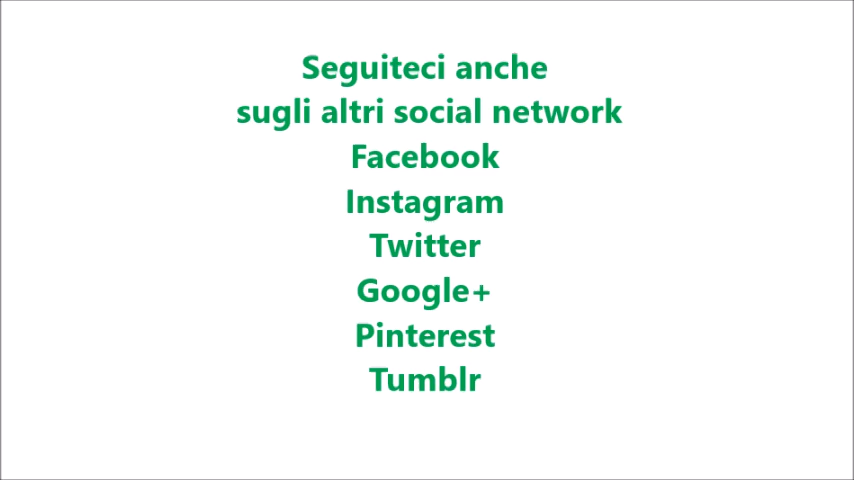 Seguiteci anche
sugli altri social network
Facebook
Instagram
Twitter
Google+
Pinterest
Tumblr